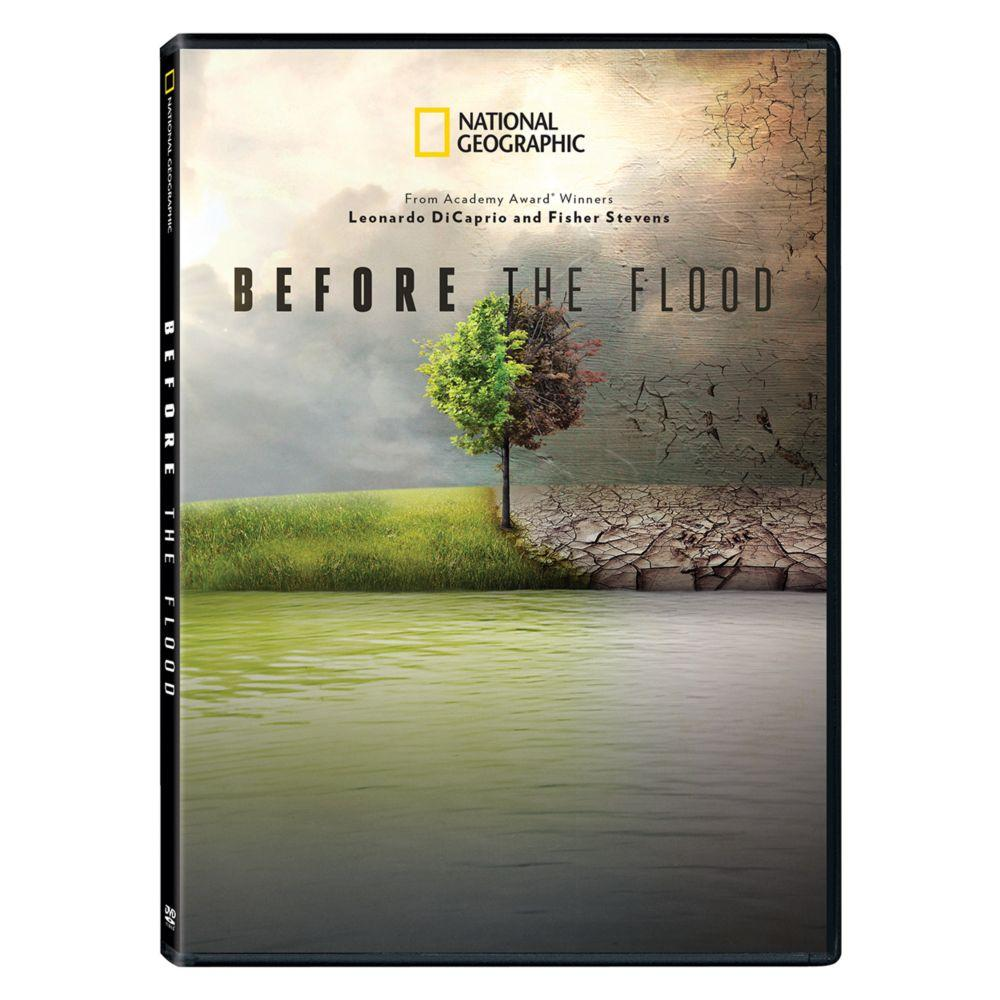 NATIONAL
GEOGRAPHIC
From Academy Award® Winners
Leonardo DiCaprio and Fisher Stevens
BEFORE THE FLOOD
NATIONAL GEOGRAPHIC
BEFORE THE FLOOD
DVD